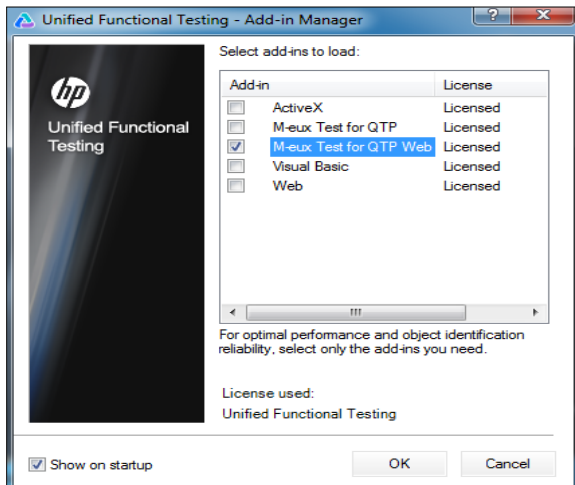 Unified Functional Testing - Add-in Manager
?
X
hp
Unified Functional
Testing
Select add-ins to load:
Add-in License
ActiveX Licensed
M-eux Test for QTP Licensed
M-eux Test for QTP Web Licensed
Visual Basic Licensed
Web Licensed
For optimal performance and object identification
reliability, select only the add-ins you need.
License used:
Unified Functional Testing
Show on startup
OK
Cancel